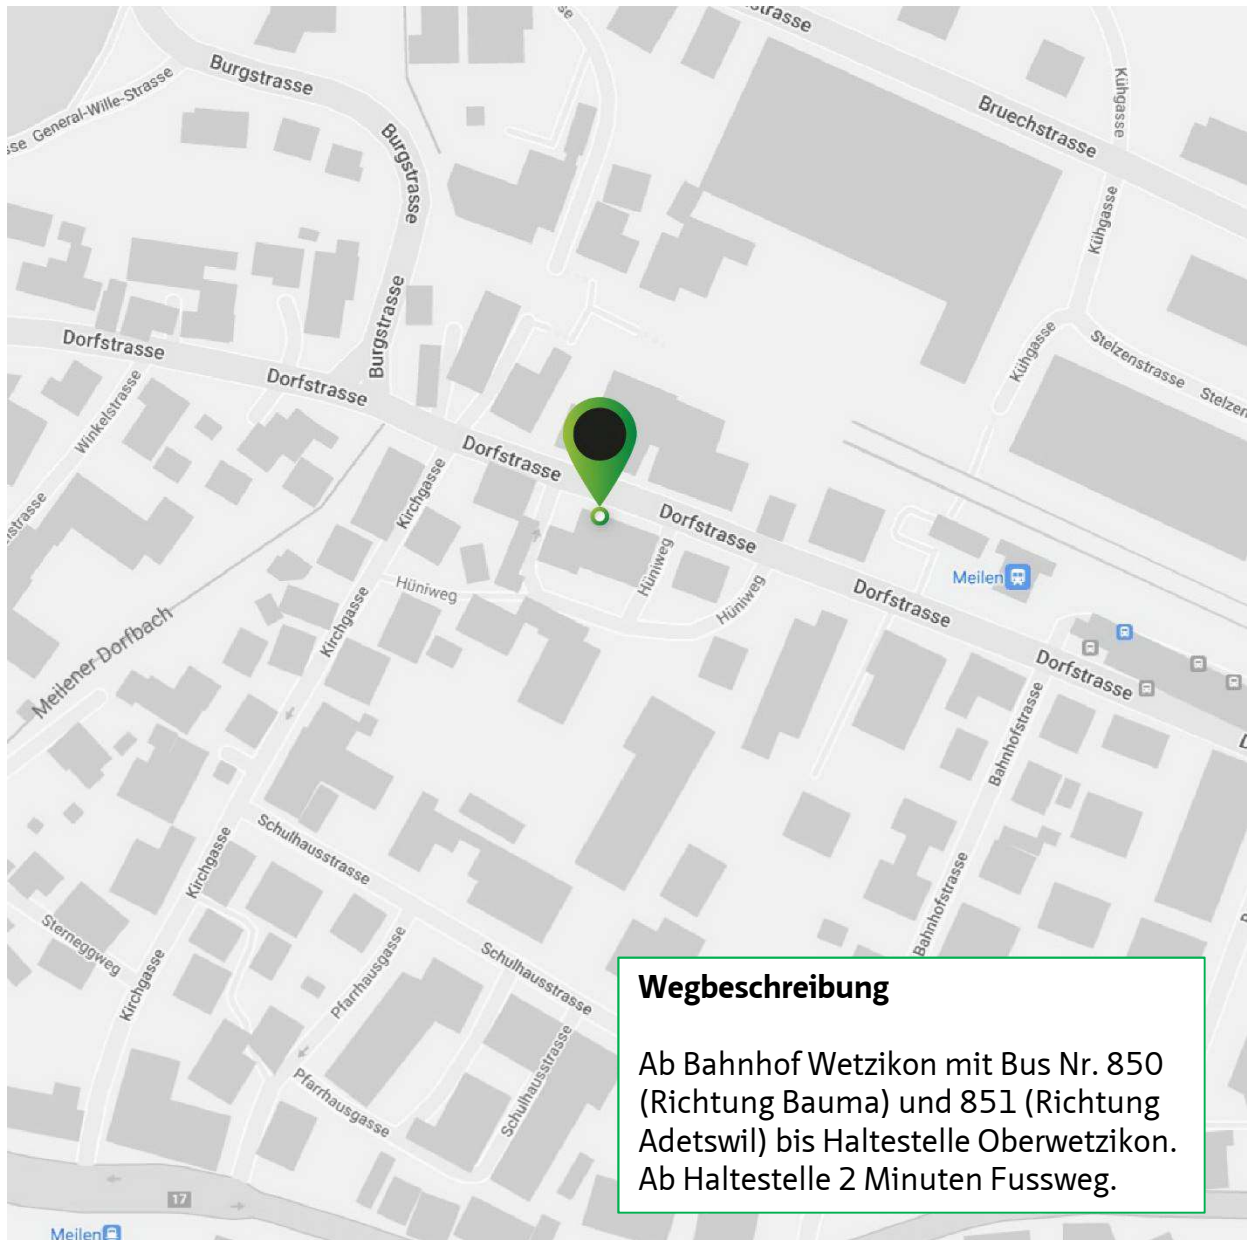 Burgstrasse
General-Wille-Strasse
Burgstrasse
Bruechstrasse
Kühgasse
Kühgasse
Burgstrasse
Dorfstrasse
Dorfstrasse
Kühgasse
Stelzenstrasse
Stelzen
Winkelstrasse
Dorfstrasse
Kirchgasse
Dorfstrasse
Hüniweg
Hüniweg
Hüniweg
Meilen
Dorfstrasse
Kirchgasse
Meilener Dorfbach
Dorfstrasse
Bahnhofstrasse
Schulhausstrasse
Kirchgasse
Bahnhofstrasse
Sterneggweg
Kirchgasse
Pfarrhausgasse
Schulhausstrasse
Schulhausstrasse
Pfarrhausgasse
17
Meilen
Wegbeschreibung
Ab Bahnhof Wetzikon mit Bus Nr. 850
(Richtung Bauma) und 851 (Richtung
Adetswil) bis Haltestelle Oberwetzikon.
Ab Haltestelle 2 Minuten Fussweg.